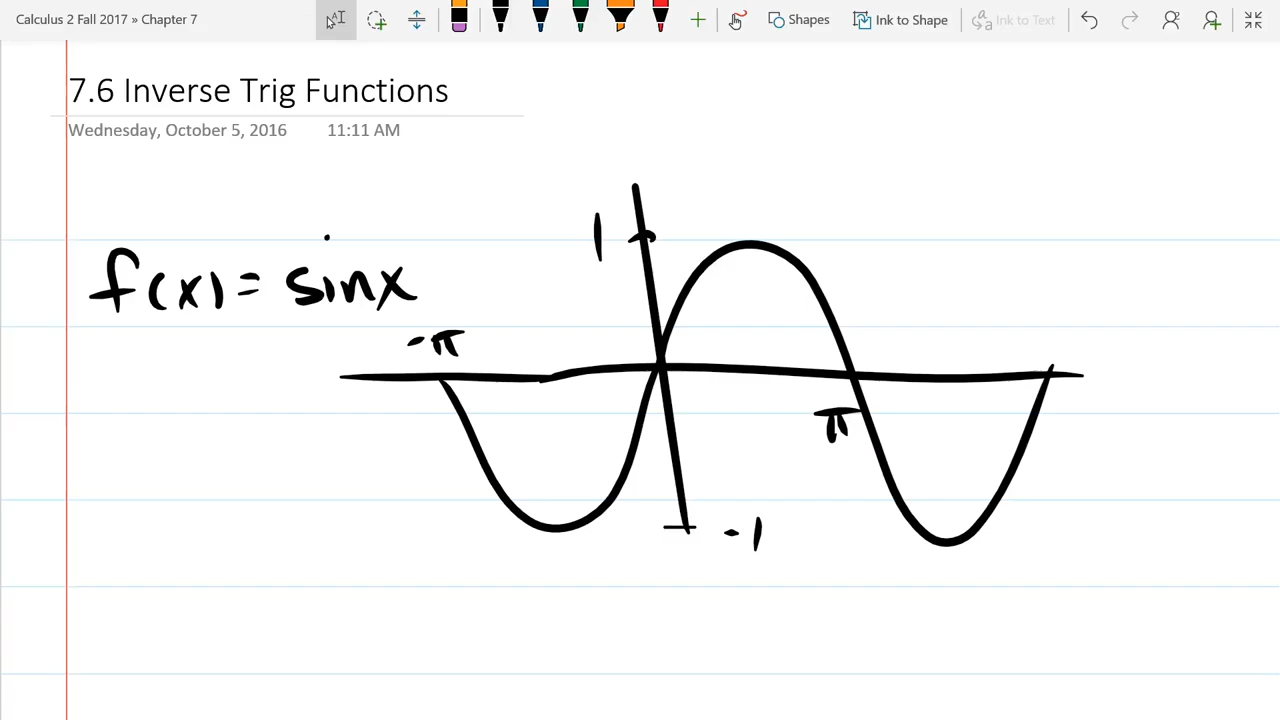 Calculus 2 Fall 2017 » Chapter 7
Shapes
Ink to Shape
Ink to Text
7.6 Inverse Trig Functions
Wednesday, October 5, 2016 11:11 AM
1
f(x) = sinx
-π
π
-1